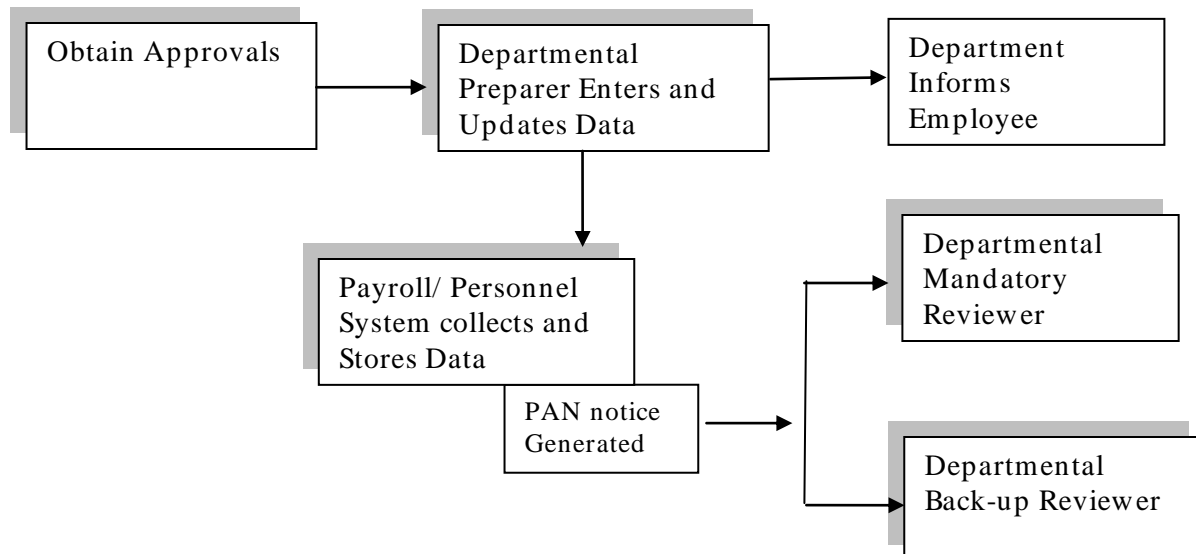 Obtain Approvals
Departmental
Preparer Enters and
Updates Data
Department
Informs
Employee
Payroll/ Personnel
System collects and
Stores Data
PAN notice
Generated
Departmental
Mandatory
Reviewer
Departmental
Back-up Reviewer